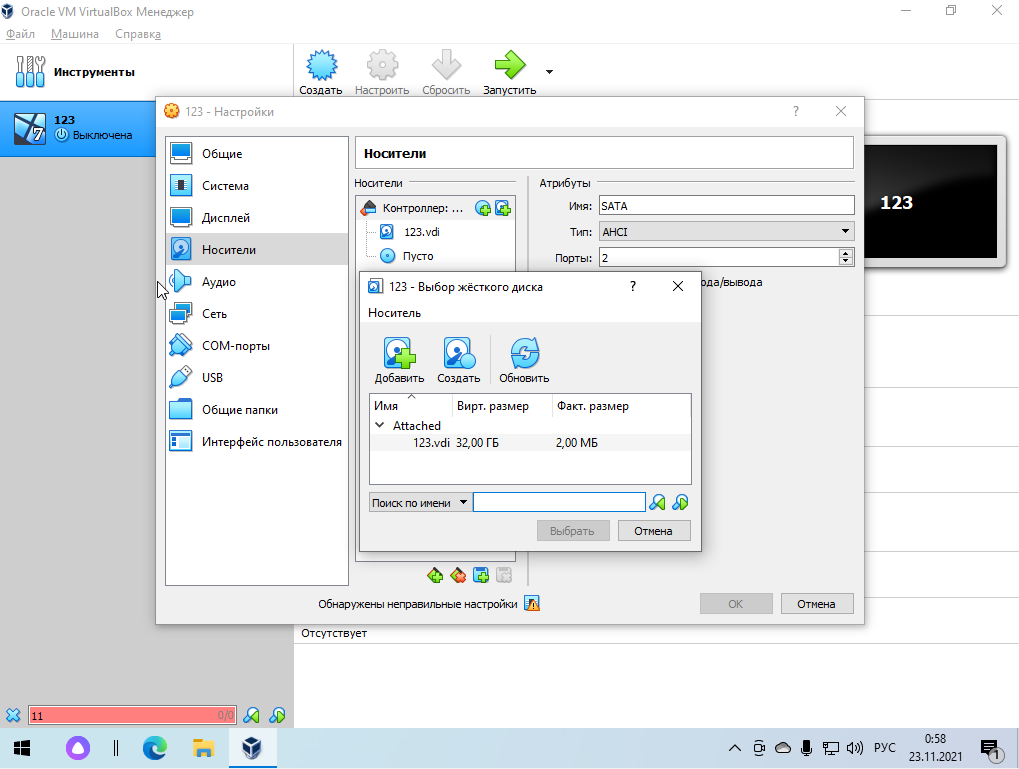 Oracle VM VirtualBox Менеджер
Файл Машина Справка
Инструменты
Создать Настроить Сбросить Запустить
123
Выключена
123 - Настройки
?
Общие
Система
Дисплей
Носители
Аудио
Сеть
COM-порты
USB
Общие папки
Интерфейс пользователя
Носители
Носители
Контроллер: ...
123.vdi
Пусто
Атрибуты
Имя: SATA
Тип: AHCI
Порты: 2
ода/вывода
123
123 - Выбор жёсткого диска
?
Носитель
Добавить Создать Обновить
Имя Вирт. размер Факт. размер
Attached
123.vdi 32,00 ГБ 2,00 МБ
Поиск по имени
Выбрать Отмена
Обнаружены неправильные настройки
OK Отмена
Отсутствует
11 0/0
РУС
0:58
23.11.2021
1